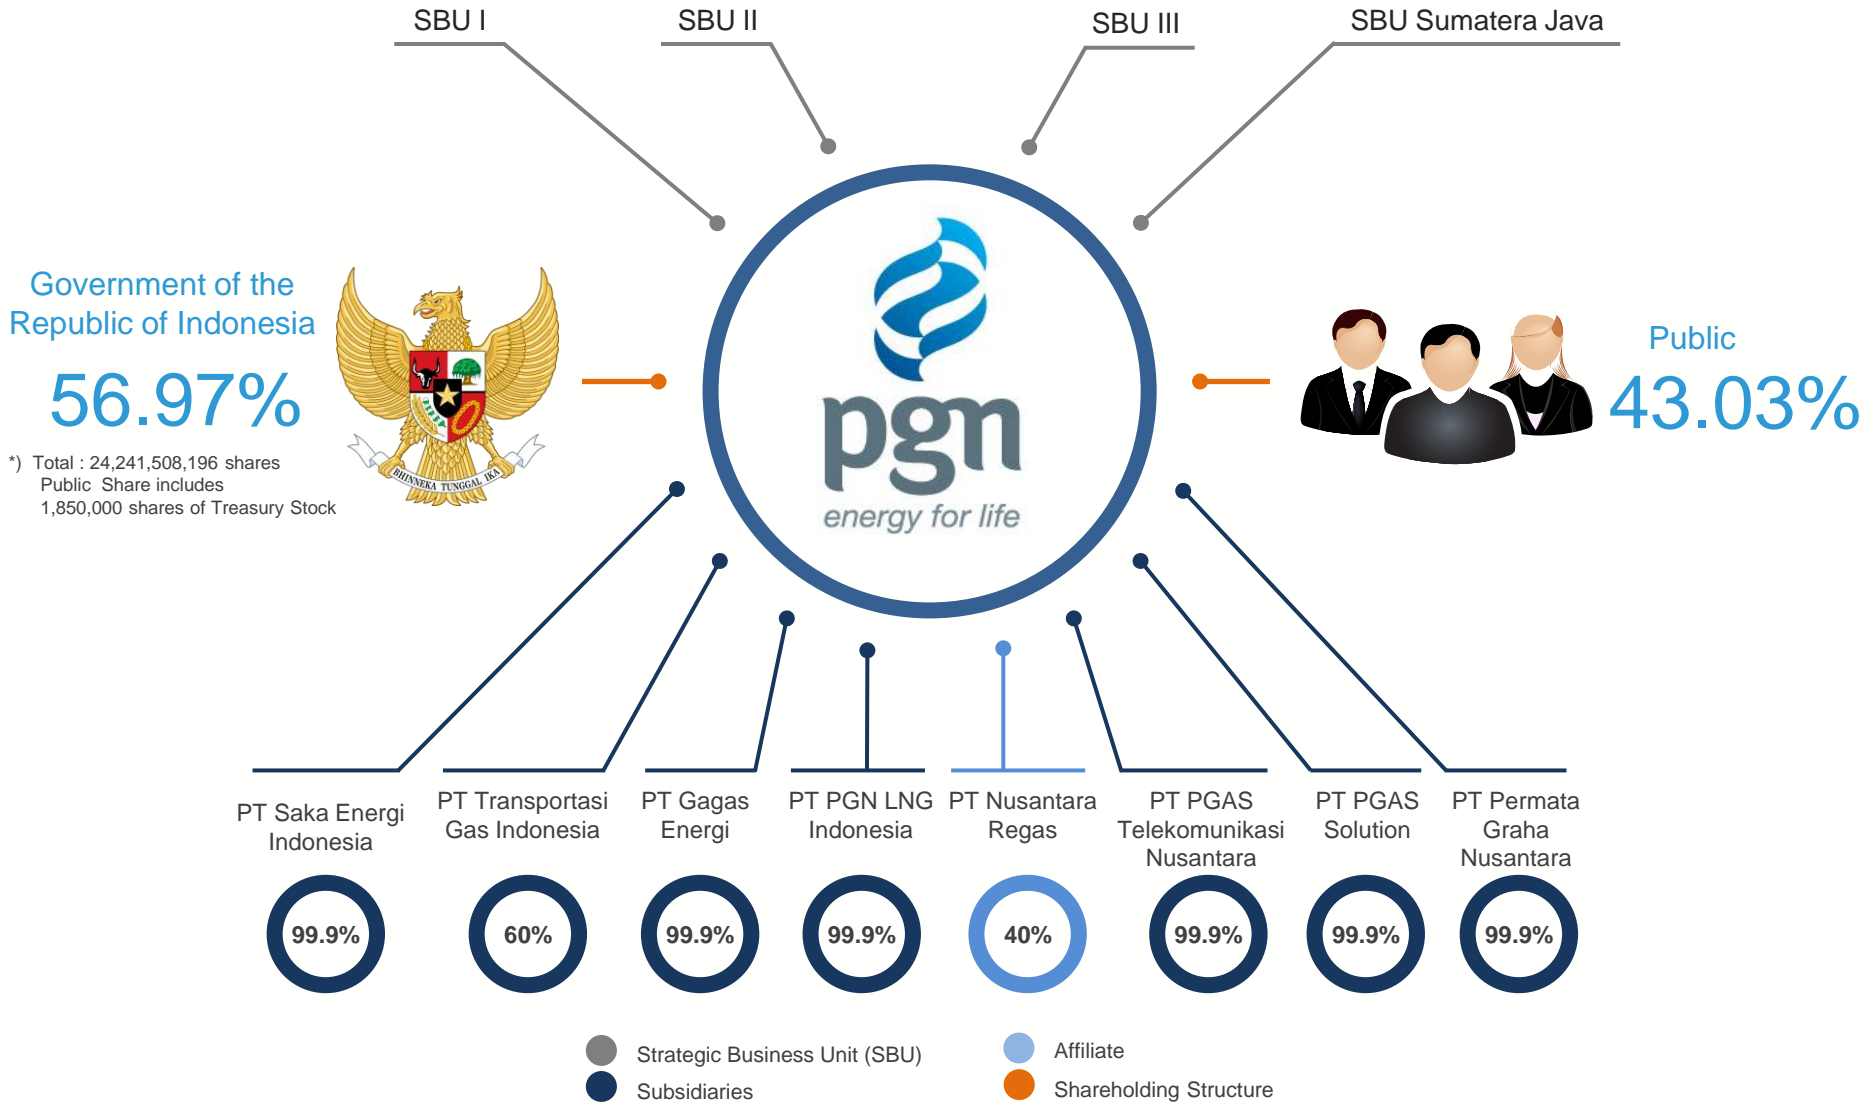 SBU I
SBU II
SBU III
SBU Sumatera Java
Government of the
Republic of Indonesia
56.97%
*) Total : 24,241,508,196 shares
Public Share includes
1,850,000 shares of Treasury Stock
BHINNEKA TUNGGAL IKA
pgn
energy for life
Public
43.03%
PT Saka Energi
Indonesia
99.9%
PT Transportasi
Gas Indonesia
60%
PT Gagas
Energi
99.9%
PT PGN LNG
Indonesia
99.9%
PT Nusantara
Regas
40%
PT PGAS
Telekomunikasi
Nusantara
99.9%
PT PGAS
Solution
99.9%
PT Permata
Graha
Nusantara
99.9%
Strategic Business Unit (SBU)
Subsidiaries
Affiliate
Shareholding Structure